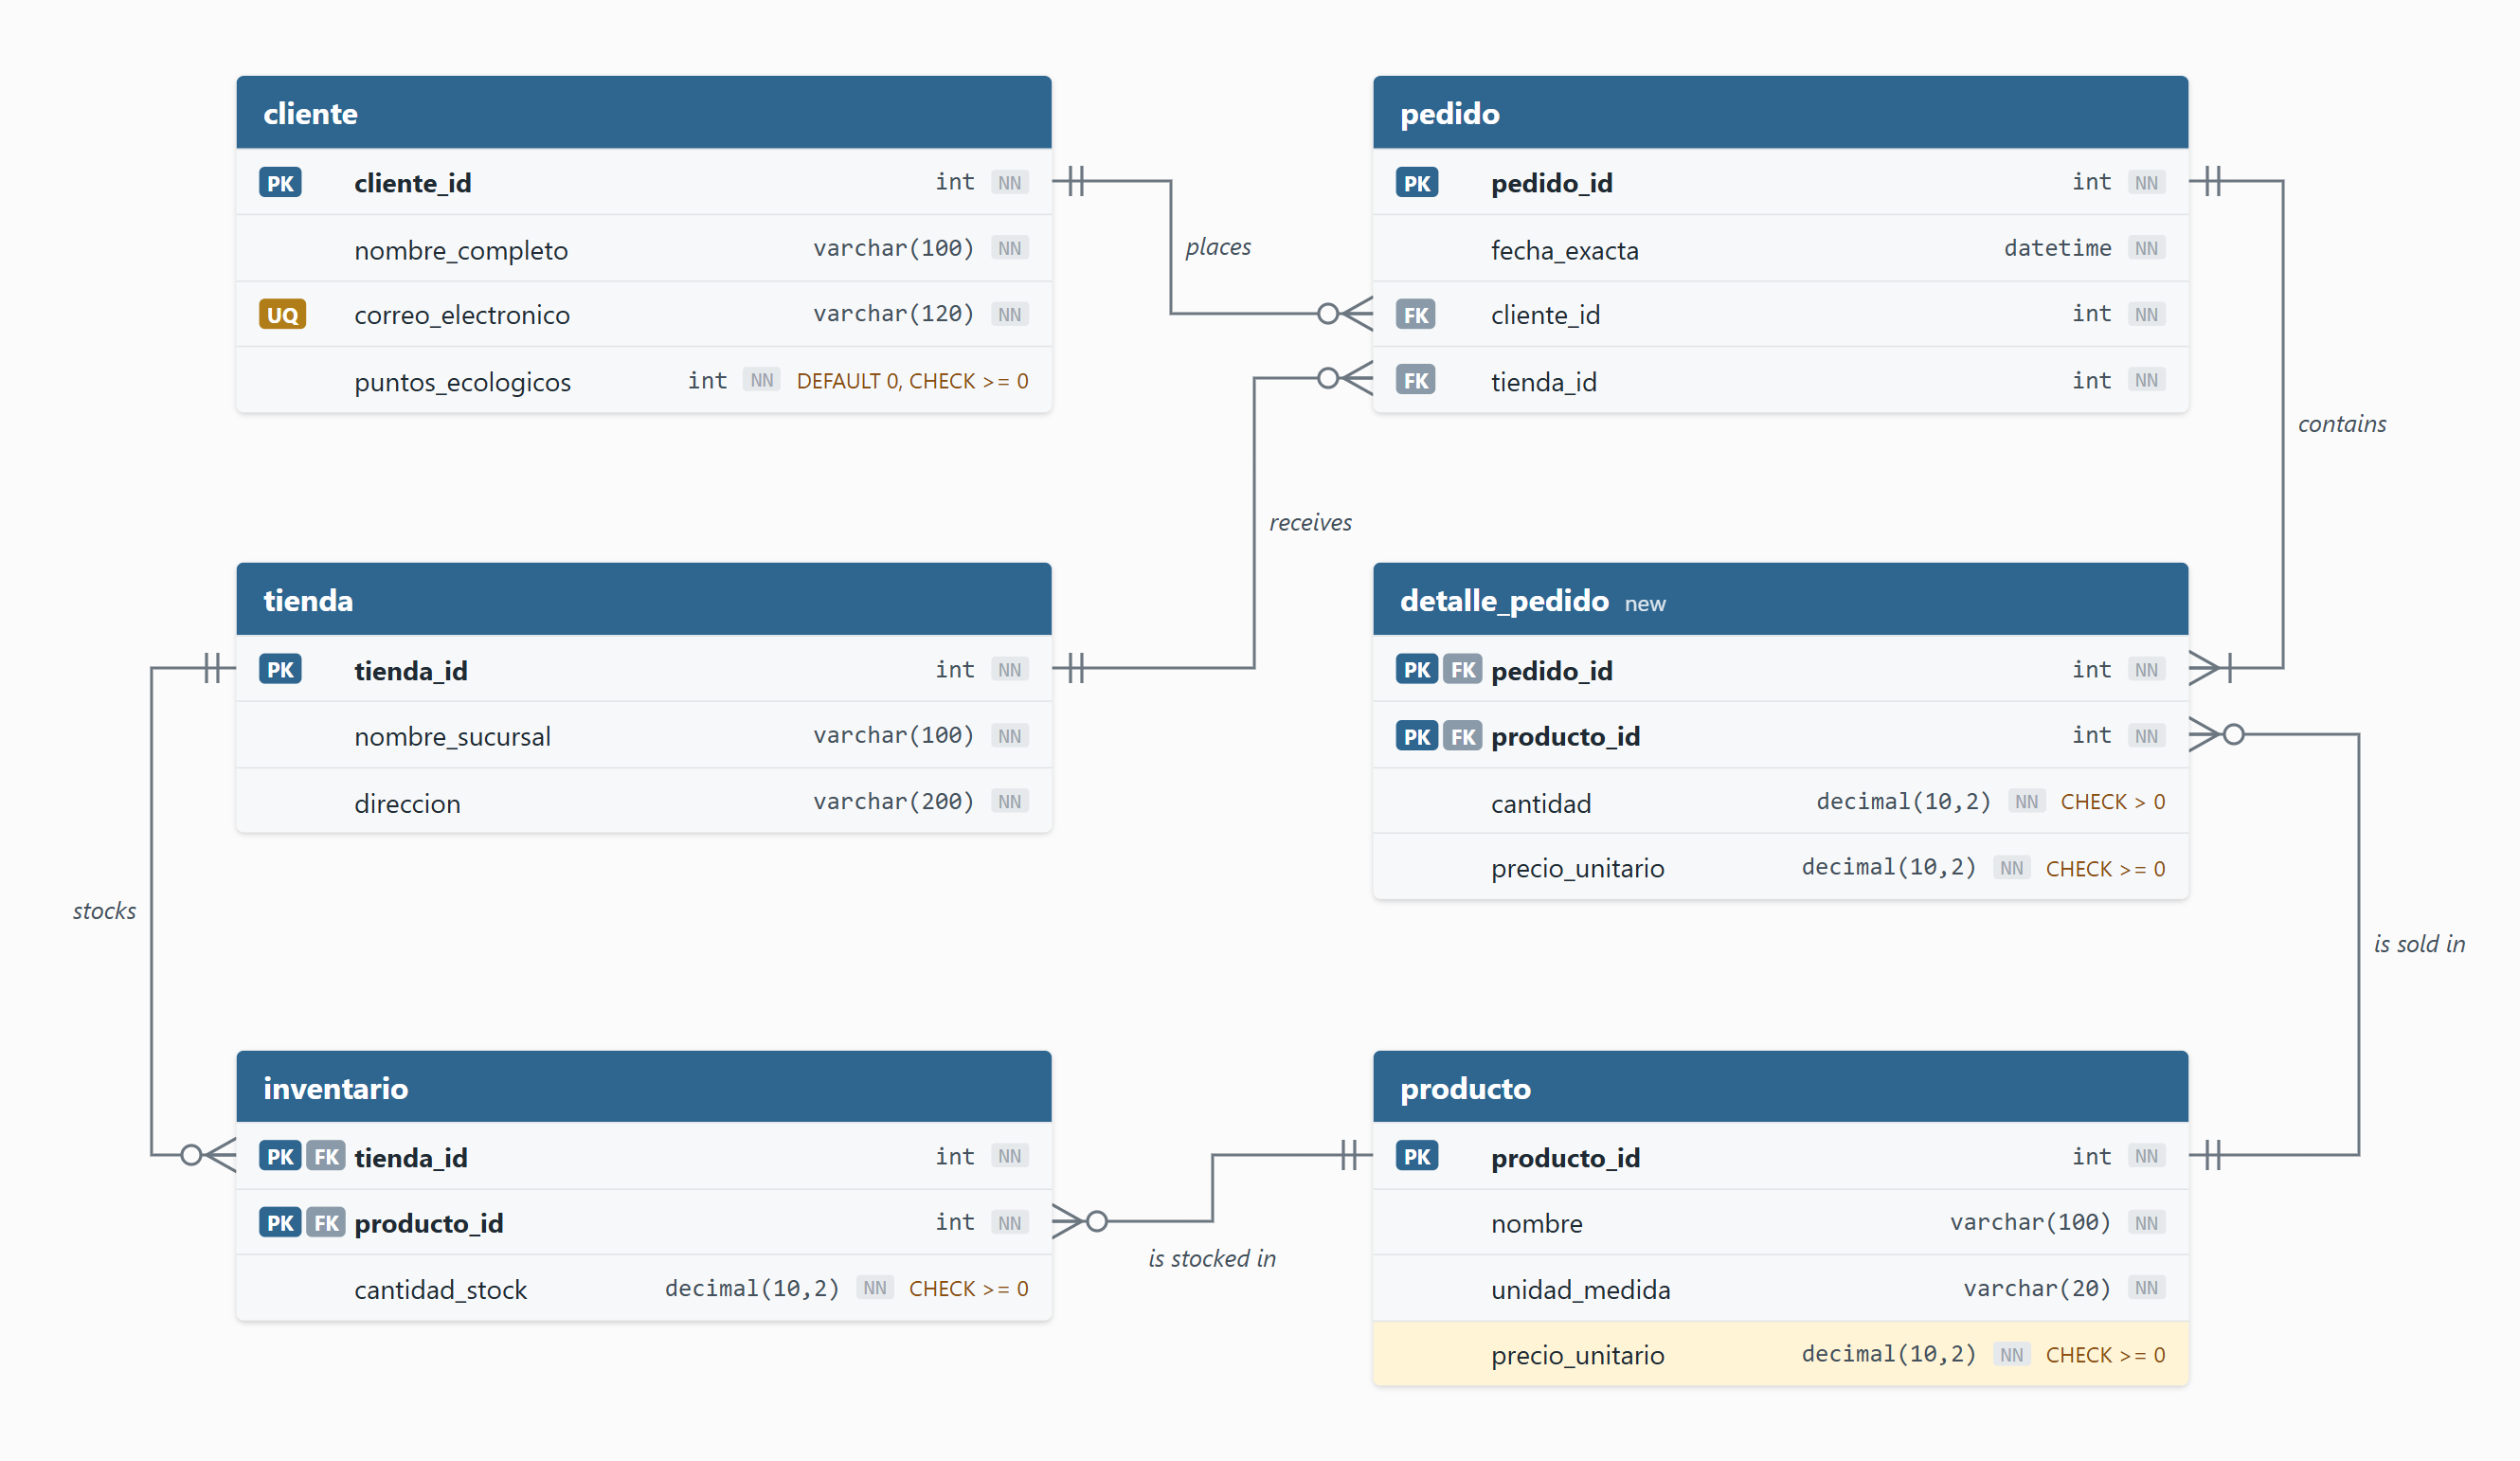 cliente
PK cliente_id int NN
nombre_completo varchar(100) NN
UQ correo_electronico varchar(120) NN
puntos_ecologicos int NN DEFAULT 0, CHECK >= 0
places
pedido
PK pedido_id int NN
fecha_exacta datetime NN
FK cliente_id int NN
FK tienda_id int NN
contains
receives
tienda
PK tienda_id int NN
nombre_sucursal varchar(100) NN
direccion varchar(200) NN
detalle_pedido new
PK FK pedido_id int NN
PK FK producto_id int NN
cantidad decimal(10,2) NN CHECK > 0
precio_unitario decimal(10,2) NN CHECK >= 0
stocks
is sold in
inventario
PK FK tienda_id int NN
PK FK producto_id int NN
cantidad_stock decimal(10,2) NN CHECK >= 0
is stocked in
producto
PK producto_id int NN
nombre varchar(100) NN
unidad_medida varchar(20) NN
precio_unitario decimal(10,2) NN CHECK >= 0